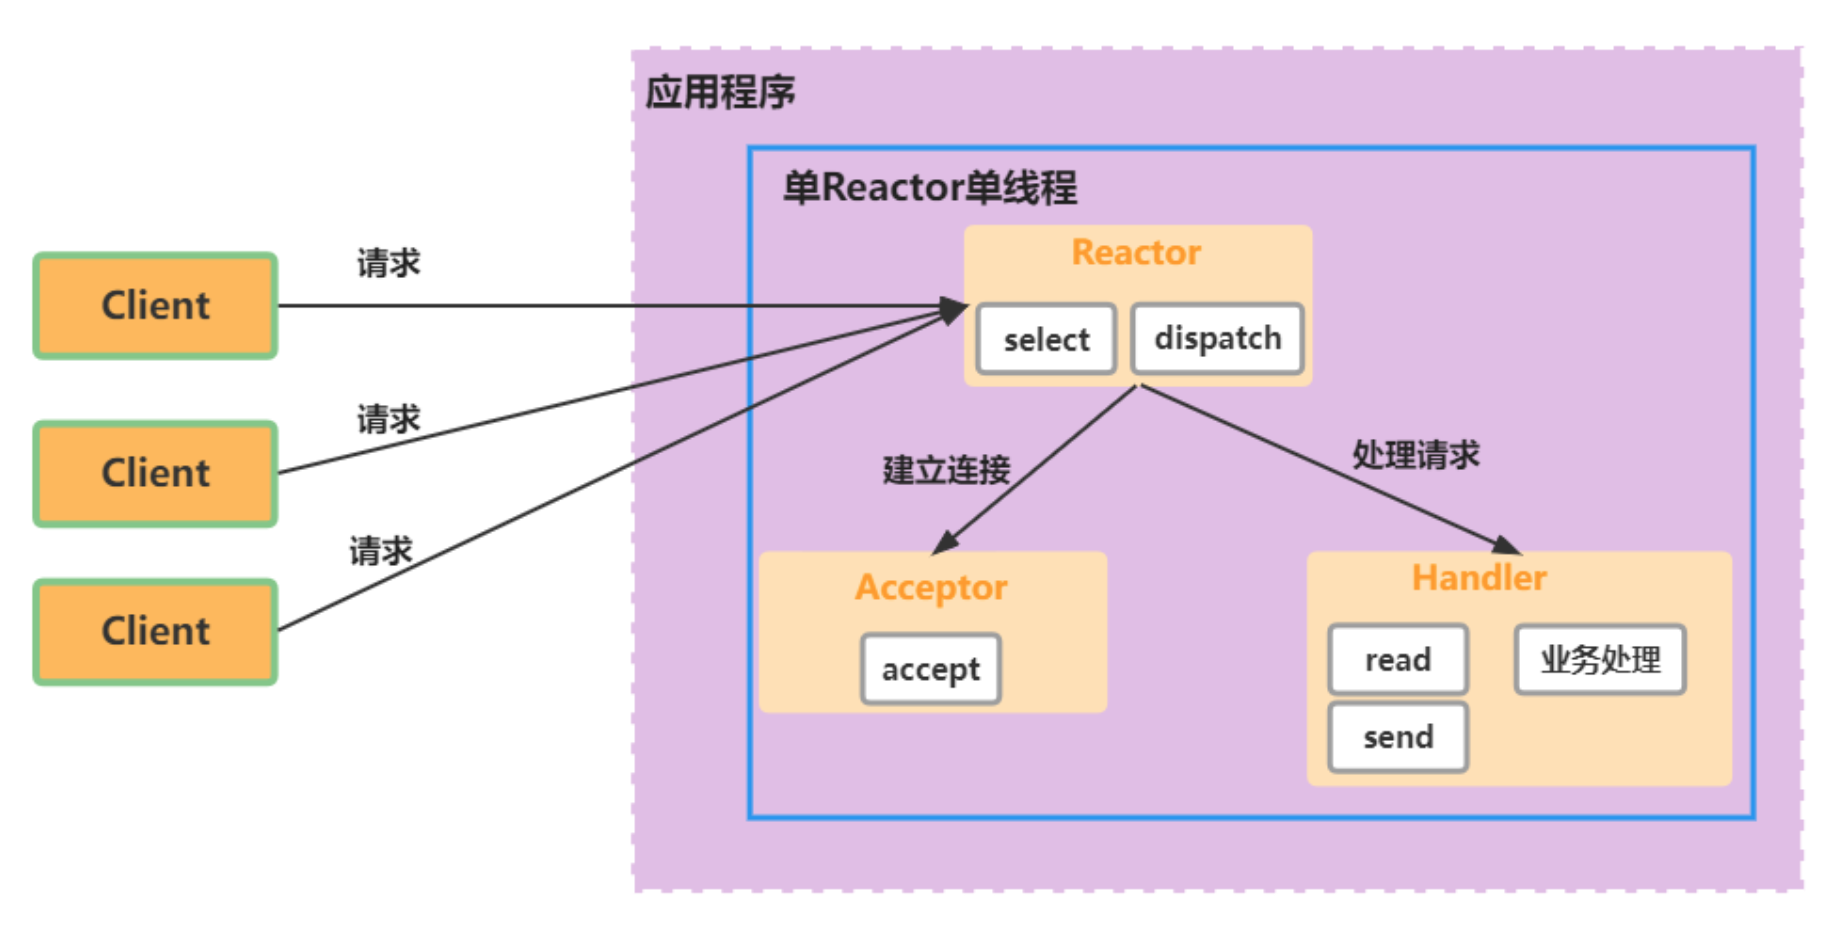 应用程序
单Reactor单线程
Reactor
select
dispatch
请求
Client
请求
Client
请求
Client
建立连接
处理请求
Acceptor
accept
Handler
read
业务处理
send